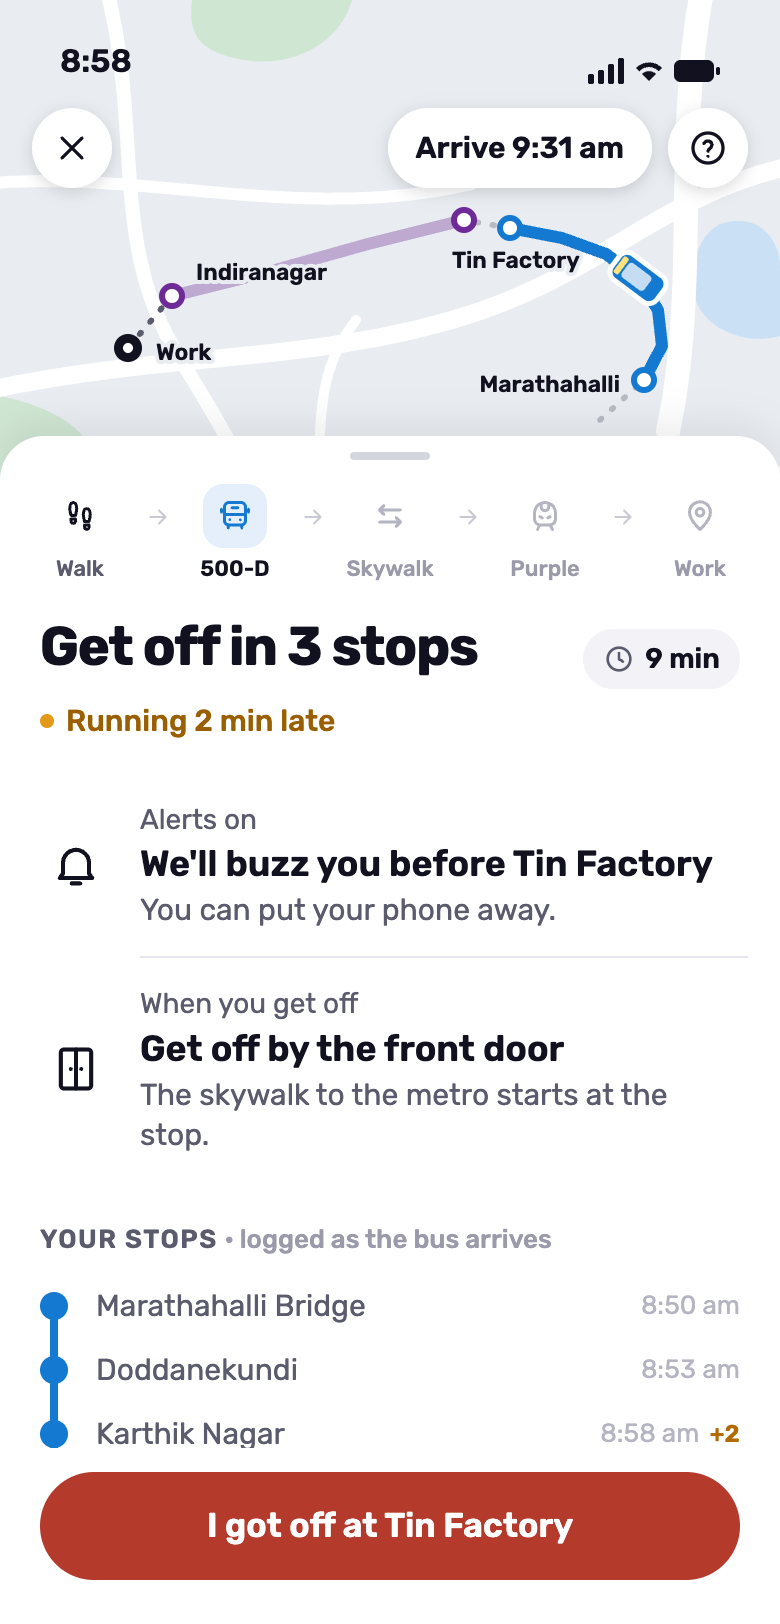 8:58
Arrive 9:31 am
Tin Factory
Indiranagar
Work
Marathahalli
Walk
500-D
Skywalk
Purple
Work
Get off in 3 stops
9 min
Running 2 min late
Alerts on
We'll buzz you before Tin Factory
You can put your phone away.
When you get off
Get off by the front door
The skywalk to the metro starts at the
stop.
YOUR STOPS • logged as the bus arrives
Marathahalli Bridge 8:50 am
Doddanekundi 8:53 am
Karthik Nagar 8:58 am +2
I got off at Tin Factory